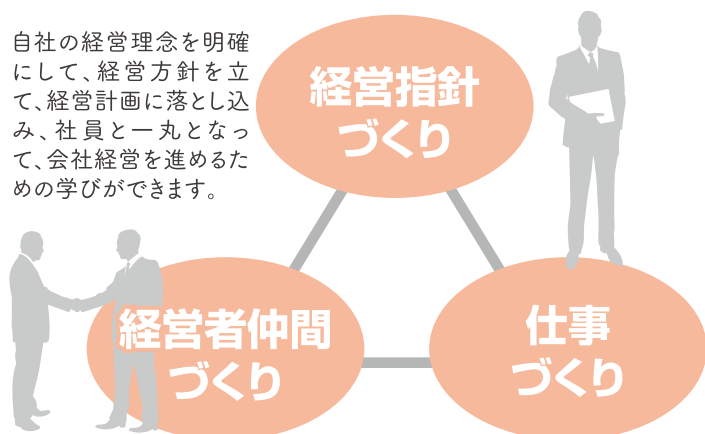 自社の経営理念を明確
にして、経営方針を立
て、経営計画に落とし込
み、社員と一丸となっ
て、会社経営を進めるた
めの学びができます。
経営指針
づくり
経営者仲間
づくり
仕事
づくり